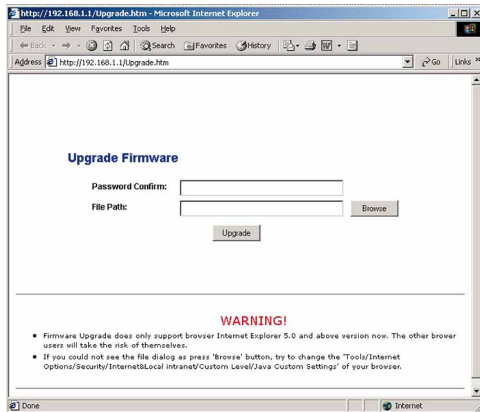 http://192.168.1.1/Upgrade.htm - Microsoft Internet Explorer
File Edit View Favorites Tools Help
Back Search Favorites History
Address http://192.168.1.1/Upgrade.htm Go Links »
Upgrade Firmware
Password Confirm:
File Path: Browse
Upgrade
WARNING!
• Firmware Upgrade does only support browser Internet Explorer 5.0 and above version now. The other brover
users will take the risk of themselves.
• If you could not see the file dialog as press 'Browse' button, try to change the 'Tools/Internet
Options/Security/Internet&Local intranet/Custom Level/Java Custom Settings' of your browser.
Done Internet